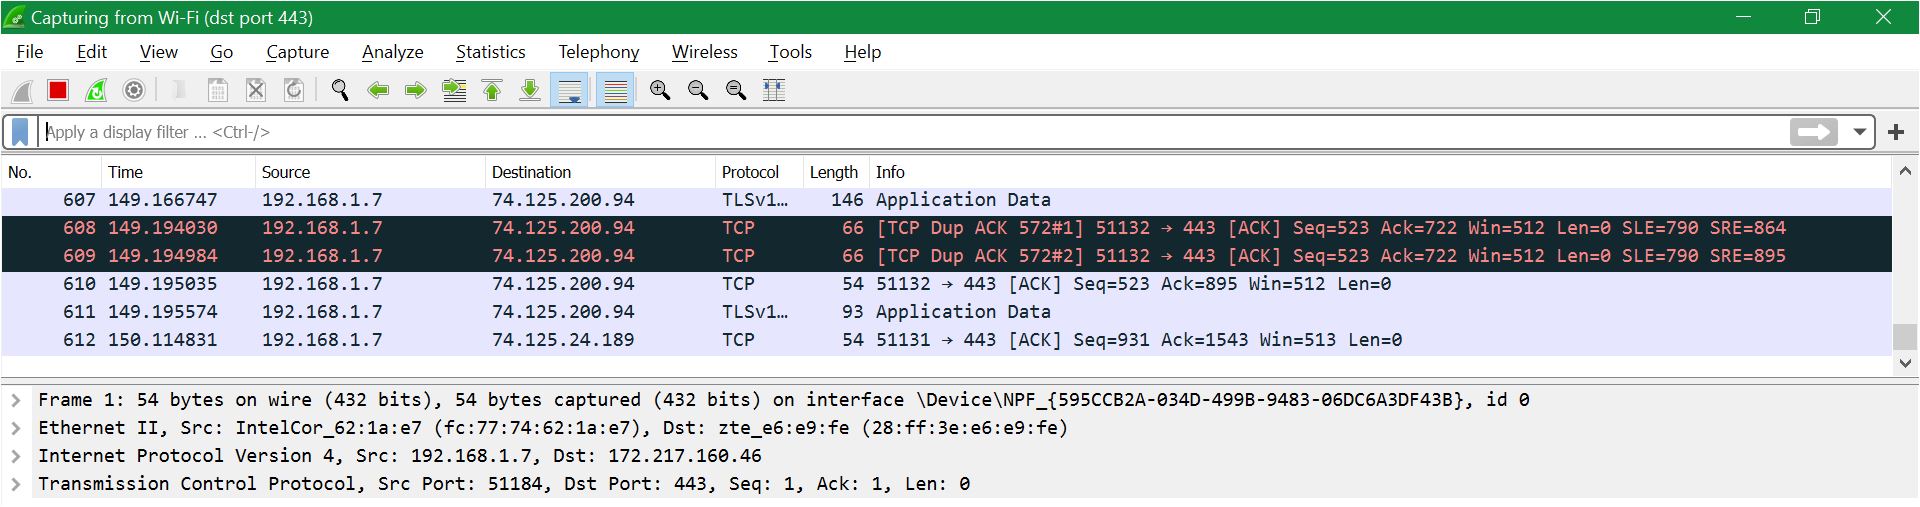 Capturing from Wi-Fi (dst port 443)
File Edit View Go Capture Analyze Statistics Telephony Wireless Tools Help
Apply a display filter ... <Ctrl-/>
No. Time Source Destination Protocol Length Info
607 149.166747 192.168.1.7 74.125.200.94 TLSv1... 146 Application Data
608 149.194030 192.168.1.7 74.125.200.94 TCP 66 [TCP Dup ACK 572#1] 51132 → 443 [ACK] Seq=523 Ack=722 Win=512 Len=0 SLE=790 SRE=864
609 149.194984 192.168.1.7 74.125.200.94 TCP 66 [TCP Dup ACK 572#2] 51132 → 443 [ACK] Seq=523 Ack=722 Win=512 Len=0 SLE=790 SRE=895
610 149.195035 192.168.1.7 74.125.200.94 TCP 54 51132 → 443 [ACK] Seq=523 Ack=895 Win=512 Len=0
611 149.195574 192.168.1.7 74.125.200.94 TLSv1... 93 Application Data
612 150.114831 192.168.1.7 74.125.24.189 TCP 54 51131 → 443 [ACK] Seq=931 Ack=1543 Win=513 Len=0
Frame 1: 54 bytes on wire (432 bits), 54 bytes captured (432 bits) on interface \Device\NPF_{595CCB2A-034D-499B-9483-06DC6A3DF43B}, id 0
Ethernet II, Src: IntelCor_62:1a:e7 (fc:77:74:62:1a:e7), Dst: zte_e6:e9:fe (28:ff:3e:e6:e9:fe)
Internet Protocol Version 4, Src: 192.168.1.7, Dst: 172.217.160.46
Transmission Control Protocol, Src Port: 51184, Dst Port: 443, Seq: 1, Ack: 1, Len: 0